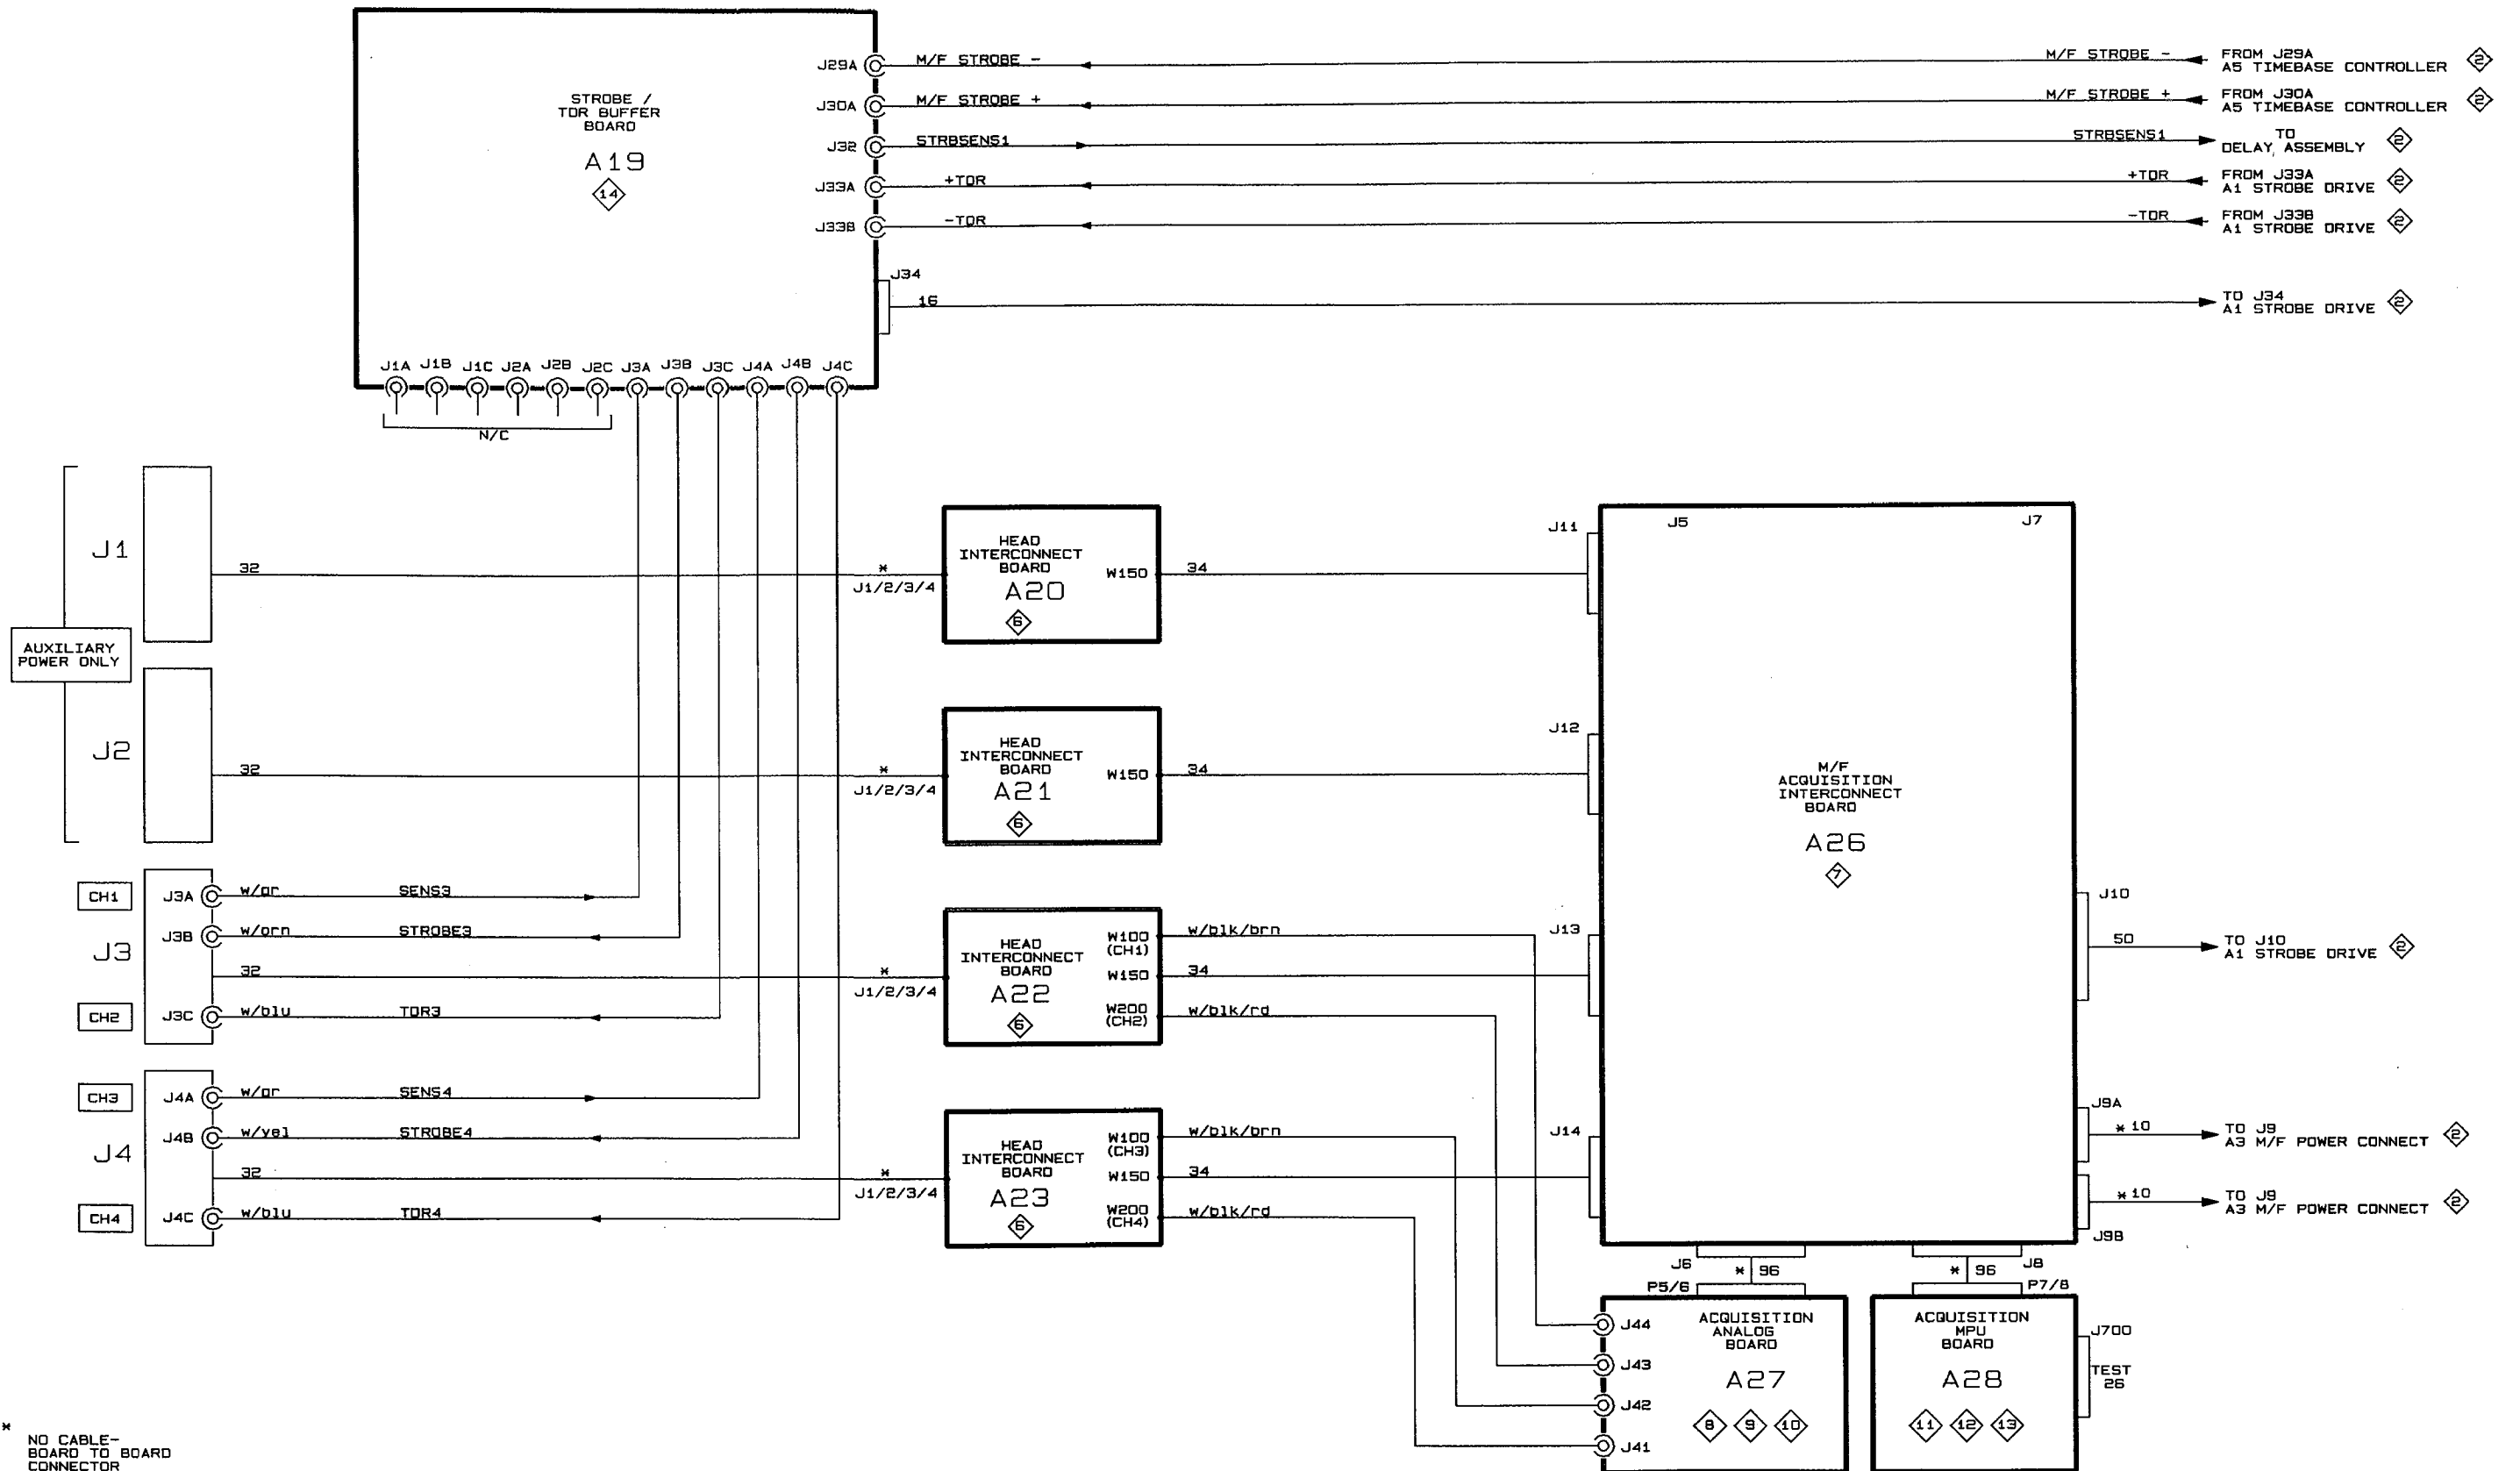 J29A
M/F STROBE -
M/F STROBE -
FROM J29A
A5 TIMEBASE CONTROLLER
2
STROBE /
TDR BUFFER
BOARD
A19
14
J30A
M/F STROBE +
M/F STROBE +
FROM J30A
A5 TIMEBASE CONTROLLER
2
J32
STRBSENS1
STRBSENS1
TO
DELAY ASSEMBLY
2
J33A
+TDR
+TDR
FROM J33A
A1 STROBE DRIVE
2
J33B
-TDR
-TDR
FROM J33B
A1 STROBE DRIVE
2
J34
16
TO J34
A1 STROBE DRIVE
2
J1A J1B J1C J2A J2B J2C J3A J3B J3C J4A J4B J4C
N/C
J1
32
*
J1/2/3/4
HEAD
INTERCONNECT
BOARD
A20
6
W150
34
J11
J5
J7
AUXILIARY
POWER ONLY
J2
32
*
J1/2/3/4
HEAD
INTERCONNECT
BOARD
A21
6
W150
34
J12
M/F
ACQUISITION
INTERCONNECT
BOARD
A26
7
CH1
J3A
w/or
SENS3
J3
J3B
w/orn
STROBE3
32
CH2
J3C
w/blu
TDR3
*
J1/2/3/4
HEAD
INTERCONNECT
BOARD
A22
6
W100
(CH1)
w/blk/brn
W150
34
W200
(CH2)
w/blk/rd
J13
J10
50
TO J10
A1 STROBE DRIVE
2
CH3
J4A
w/or
SENS4
J4
J4B
w/yel
STROBE4
32
CH4
J4C
w/blu
TDR4
*
J1/2/3/4
HEAD
INTERCONNECT
BOARD
A23
6
W100
(CH3)
w/blk/brn
W150
34
W200
(CH4)
w/blk/rd
J14
J9A
* 10
TO J9
A3 M/F POWER CONNECT
2
* 10
TO J9
A3 M/F POWER CONNECT
2
J9B
J6
* 96
P5/6
J8
* 96
P7/8
J44
J43
J42
J41
ACQUISITION
ANALOG
BOARD
A27
8 9 10
ACQUISITION
MPU
BOARD
A28
11 12 13
J700
TEST
26
*
NO CABLE-
BOARD TO BOARD
CONNECTOR